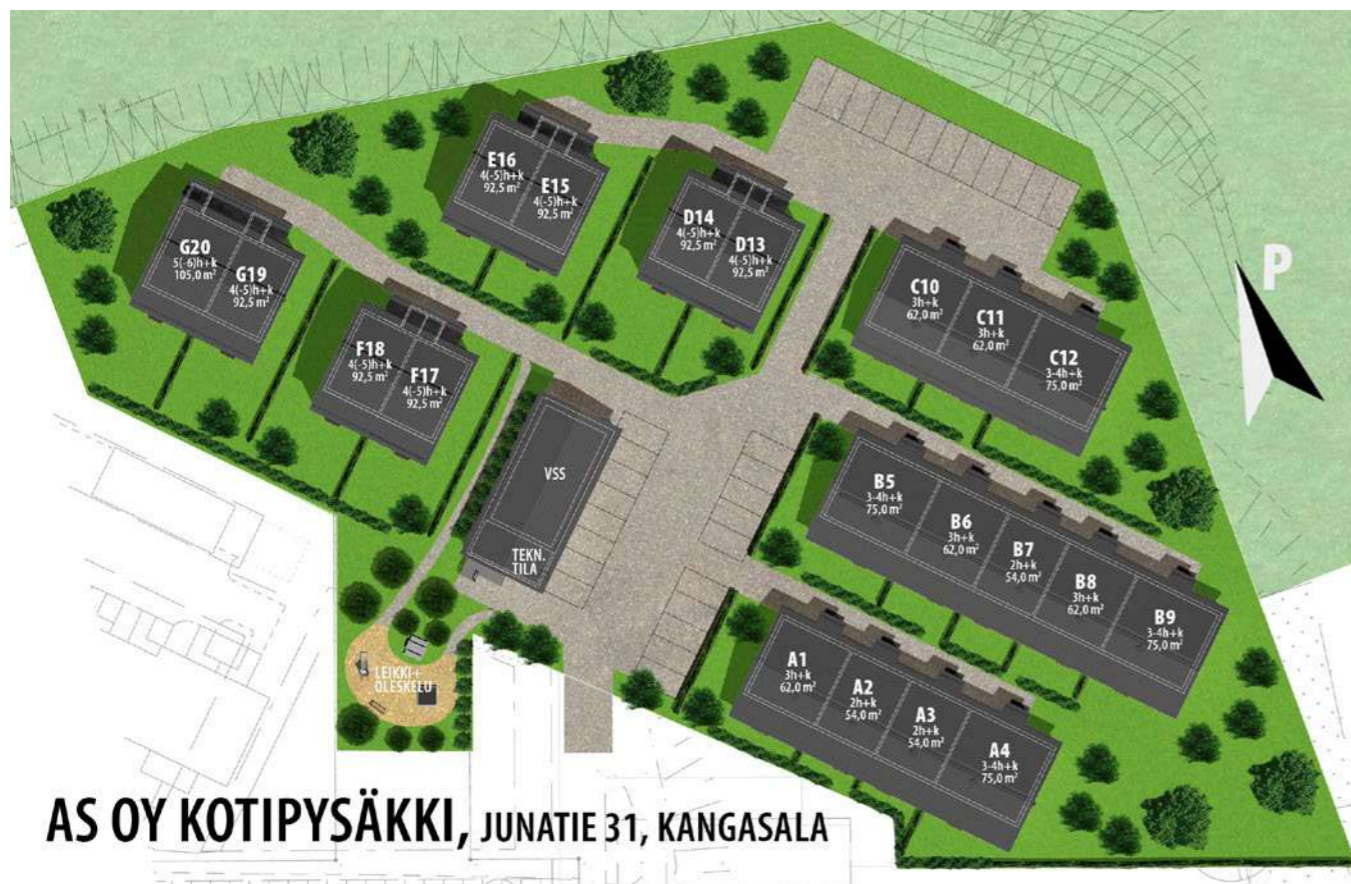 E16
4(-5)h+k
92,5 m²
E15
4(-5)h+k
92,5 m²
D14
4(-5)h+k
92,5 m²
D13
4(-5)h+k
92,5 m²
G20
5(-6)h+k
105,0 m²
G19
4(-5)h+k
92,5 m²
F18
4(-5)h+k
92,5 m²
F17
4(-5)h+k
92,5 m²
C10
3h+k
62,0 m²
C11
3h+k
62,0 m²
C12
3-4h+k
75,0 m²
P
VSS
TEKN.
TILA
B5
3-4h+k
75,0 m²
B6
3h+k
62,0 m²
B7
2h+k
54,0 m²
B8
3h+k
62,0 m²
B9
3-4h+k
75,0 m²
A1
3h+k
62,0 m²
A2
2h+k
54,0 m²
A3
2h+k
54,0 m²
A4
3-4h+k
75,0 m²
LEIKKI+
OLESKELU
AS OY KOTIPYSÄKKI, JUNATIE 31, KANGASALA